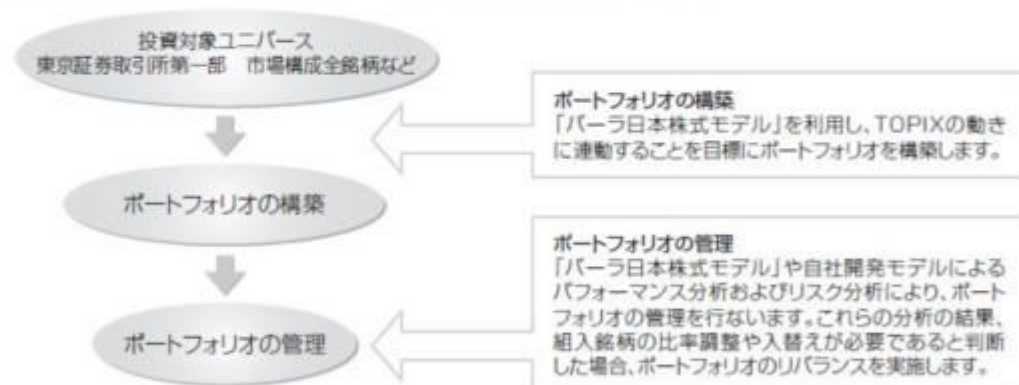 投資対象ユニバース
東京証券取引所第一部　市場構成全銘柄など
ポートフォリオの構築
「バーラ日本株式モデル」を利用し、TOPIXの動き
に連動することを目標にポートフォリオを構築します。
ポートフォリオの構築
ポートフォリオの管理
「バーラ日本株式モデル」や自社開発モデルによる
パフォーマンス分析およびリスク分析により、ポート
フォリオの管理を行ないます。これらの分析の結果、
組入銘柄の比率調整や入替えが必要であると判断
した場合、ポートフォリオのリバランスを実施します。
ポートフォリオの管理